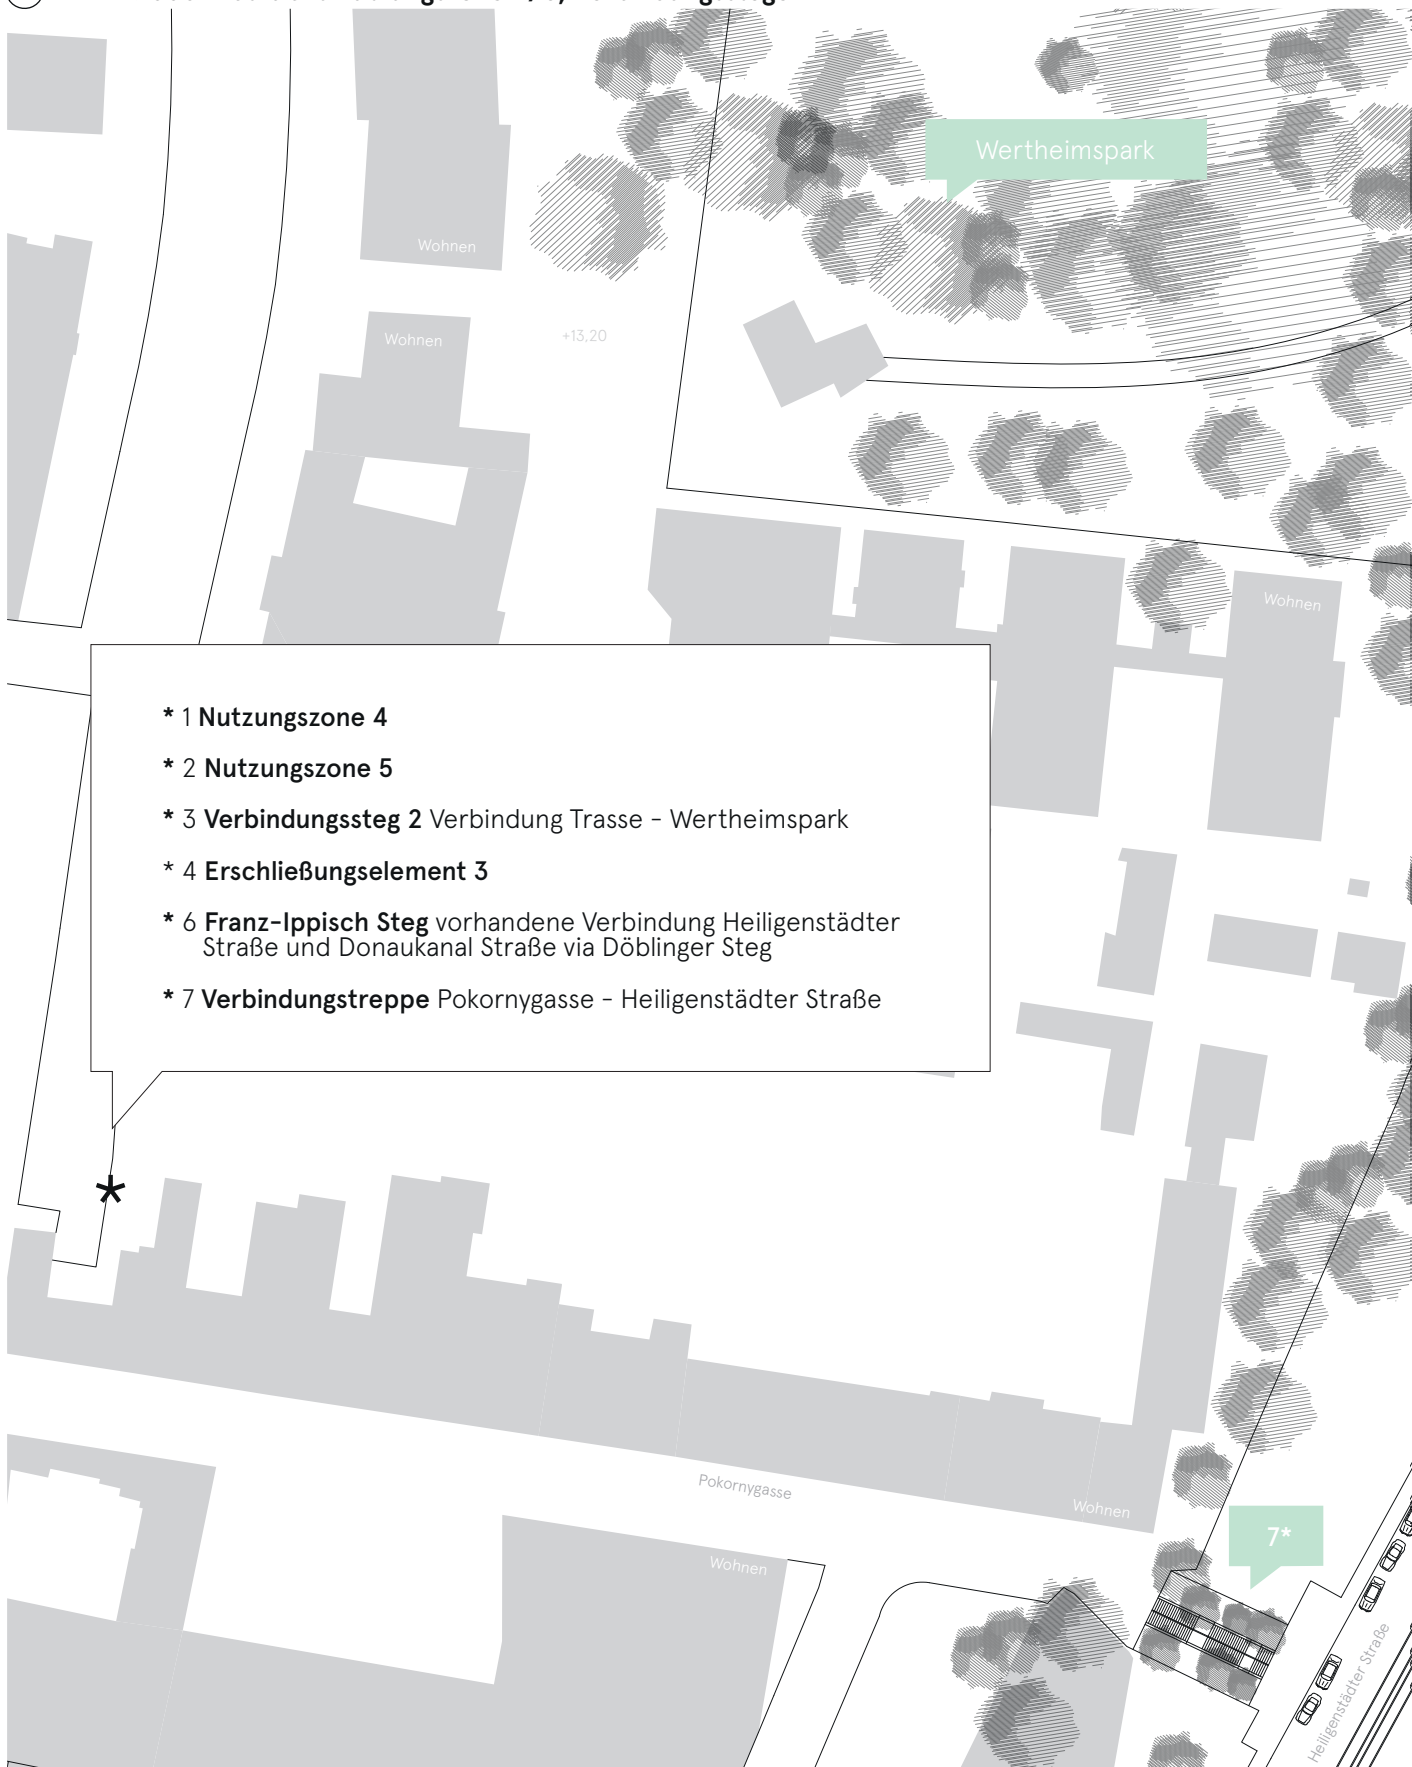 Wertheimspark
Wohnen
Wohnen
+13,20
Wohnen
* 1 Nutzungszone 4
* 2 Nutzungszone 5
* 3 Verbindungssteg 2 Verbindung Trasse - Wertheimspark
* 4 Erschließungselement 3
* 6 Franz-Ippisch Steg vorhandene Verbindung Heiligenstädter
Straße und Donaukanal Straße via Döblinger Steg
* 7 Verbindungstreppe Pokornygasse - Heiligenstädter Straße
*
Pokornygasse
Wohnen
7*
Wohnen
Heiligenstädter Straße